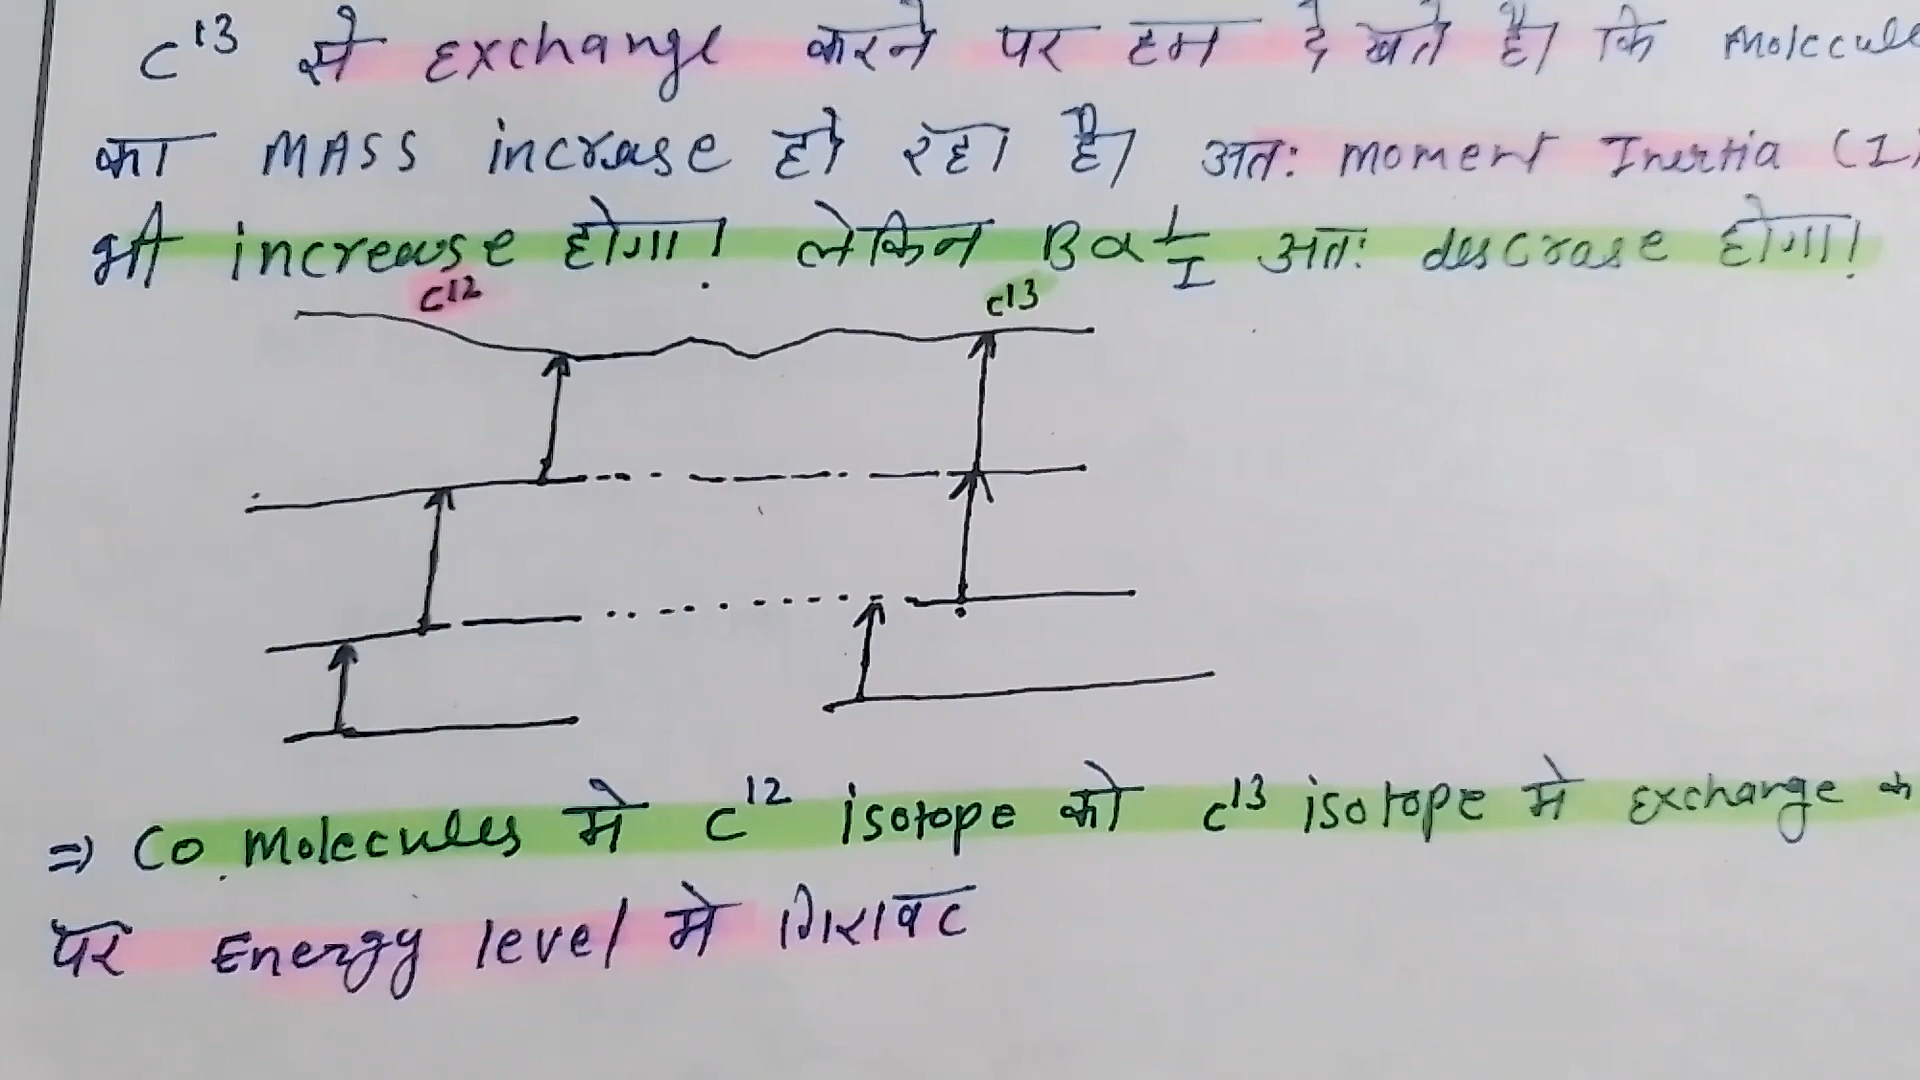 C¹³ से exchange करने पर हम देखते है। कि Molecule
का MASS increase हो रहा है। अतः moment Inertia (I)
भी increase होगा! लेकिन B α 1/I अतः descrase होगा!
C¹² C¹³
⇒ CO Molecules मे C¹² isotope को C¹³ isotope मे Exchange क
पर Energy level मे गिरावट